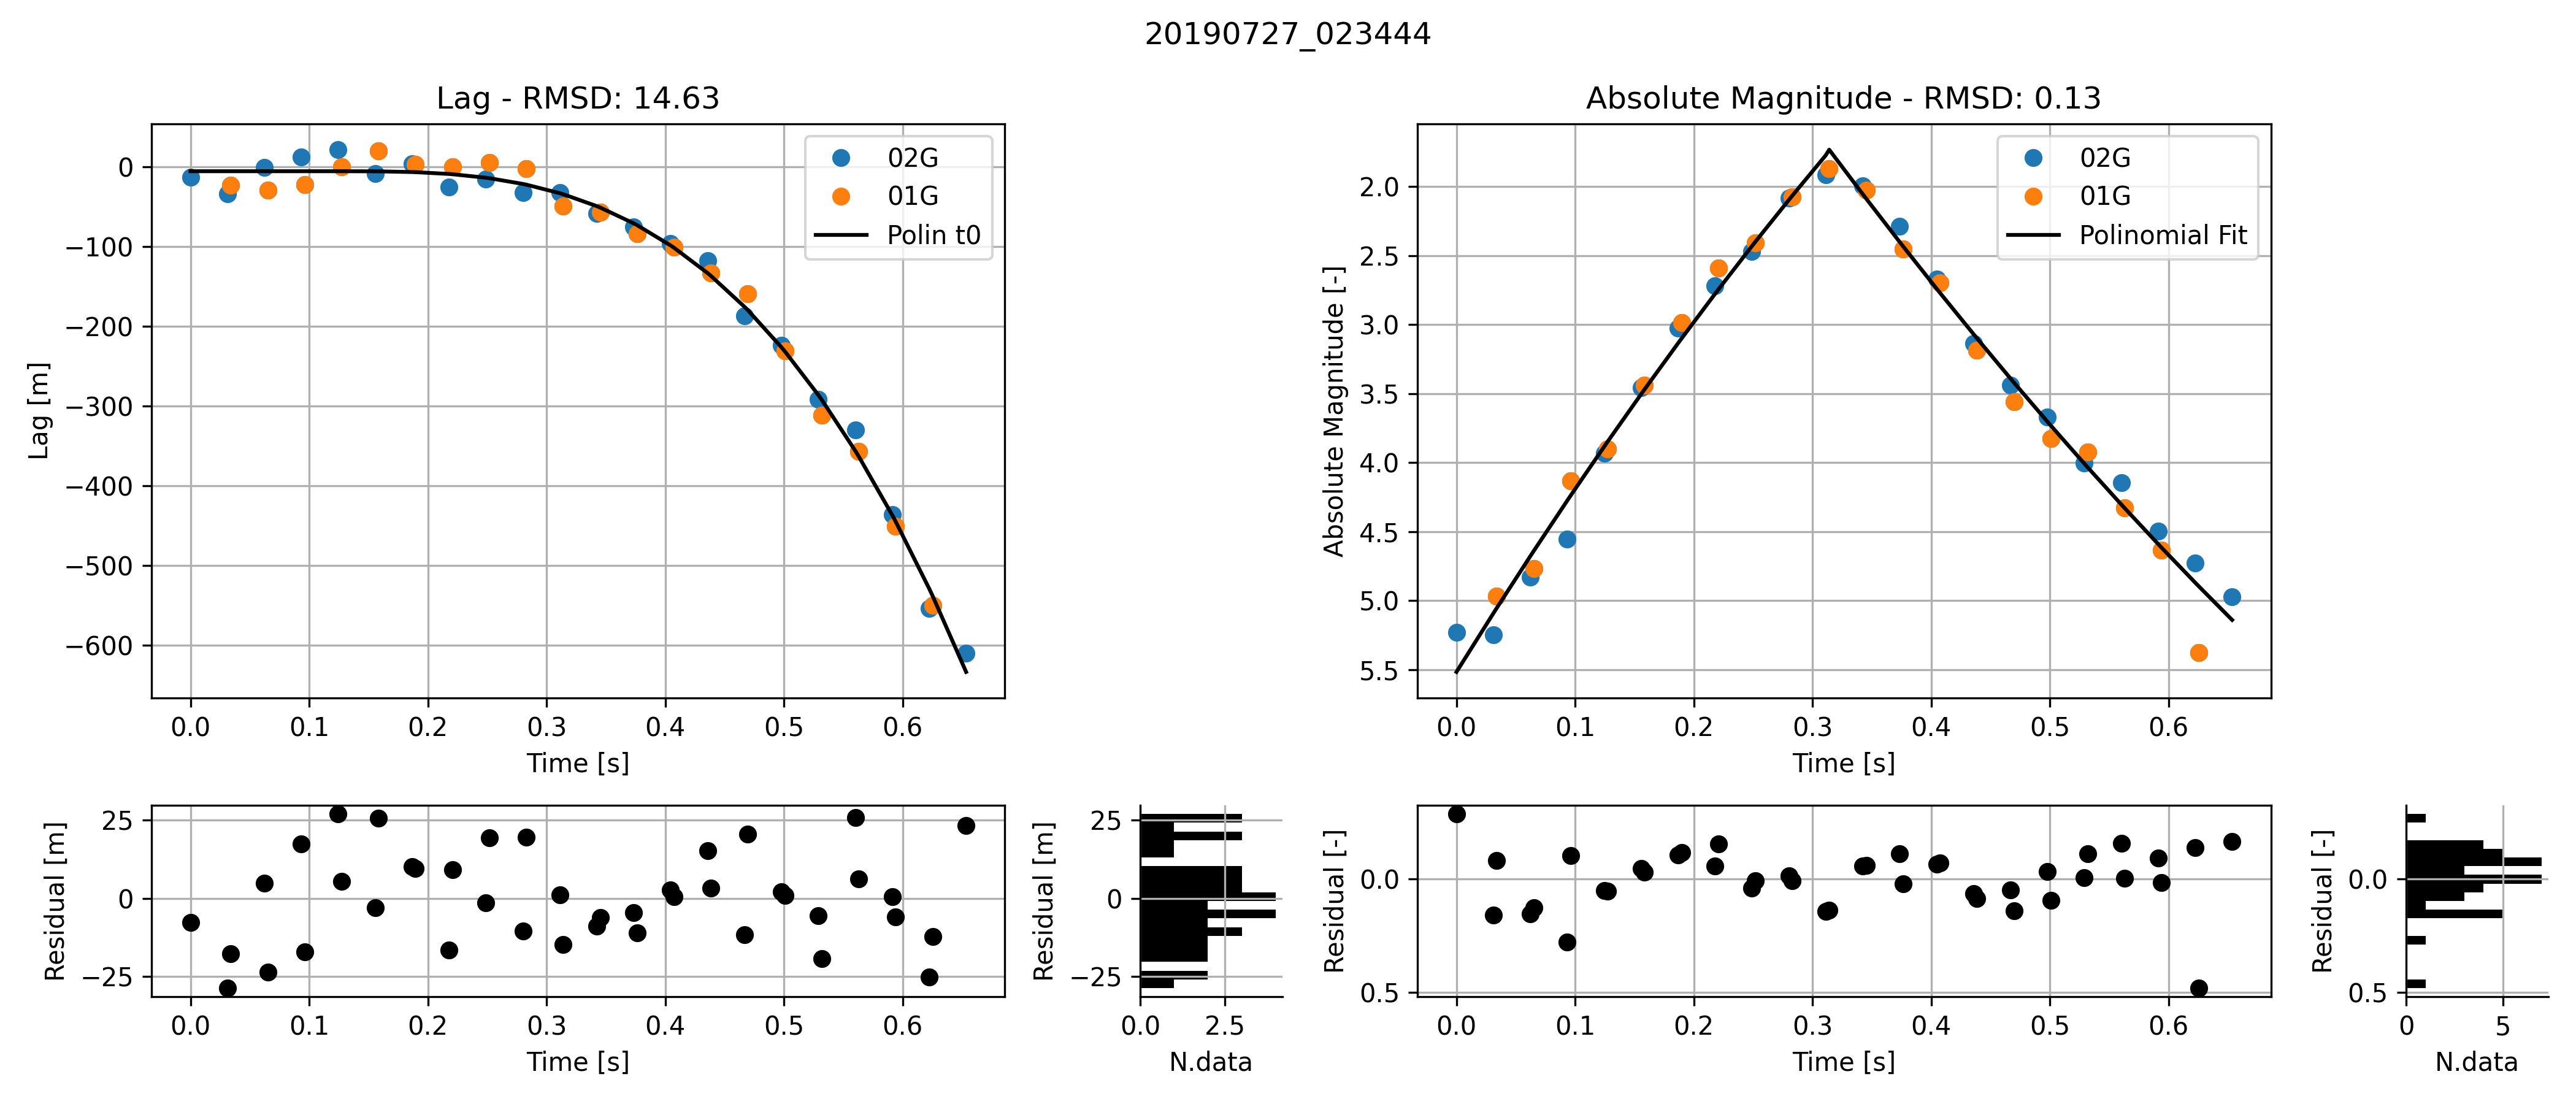 20190727_023444
Lag - RMSD: 14.63
02G
01G
Polin t0
0
−100
−200
−300
−400
−500
−600
Lag [m]
0.0 0.1 0.2 0.3 0.4 0.5 0.6
Time [s]
Absolute Magnitude - RMSD: 0.13
02G
01G
Polinomial Fit
2.0
2.5
3.0
3.5
4.0
4.5
5.0
5.5
Absolute Magnitude [-]
0.0 0.1 0.2 0.3 0.4 0.5 0.6
Time [s]
25
0
−25
Residual [m]
0.0 0.1 0.2 0.3 0.4 0.5 0.6
Time [s]
25
0
−25
Residual [m]
0.0 2.5
N.data
0.0
0.5
Residual [-]
0.0 0.1 0.2 0.3 0.4 0.5 0.6
Time [s]
0.0
0.5
Residual [-]
0 5
N.data